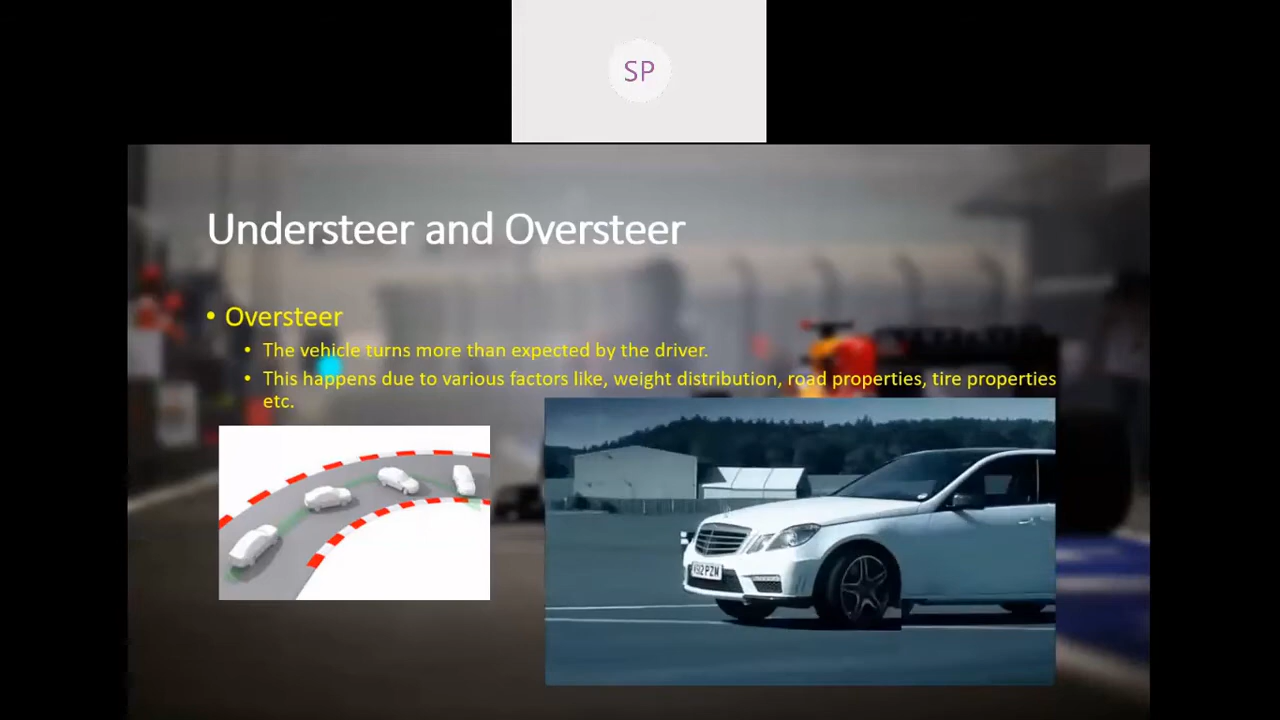 SP
Understeer and Oversteer
• Oversteer
• The vehicle turns more than expected by the driver.
• This happens due to various factors like, weight distribution, road properties, tire properties
etc.